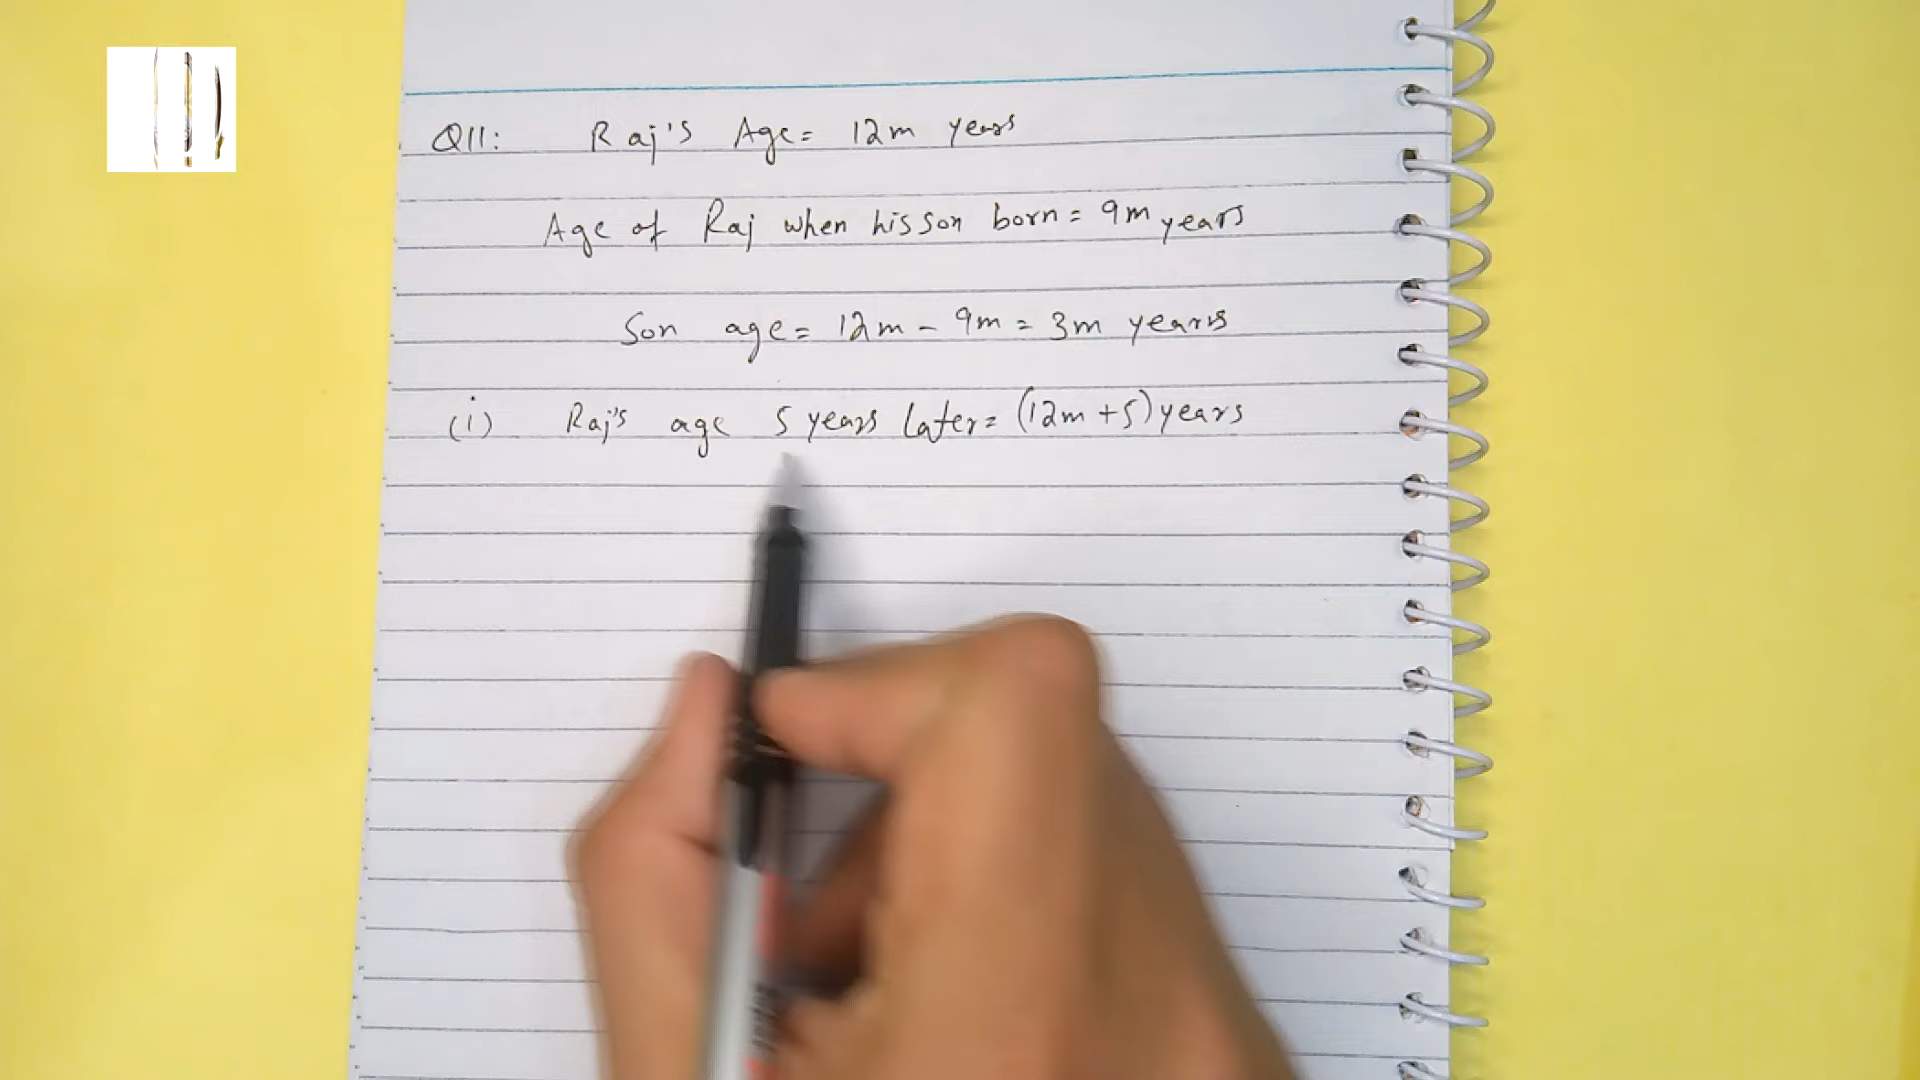 Q11: Raj's Age= 12m years
Age of Raj when his son born= 9m years
Son age= 12m - 9m = 3m years
(i) Raj's age 5 years later= (12m+5) years